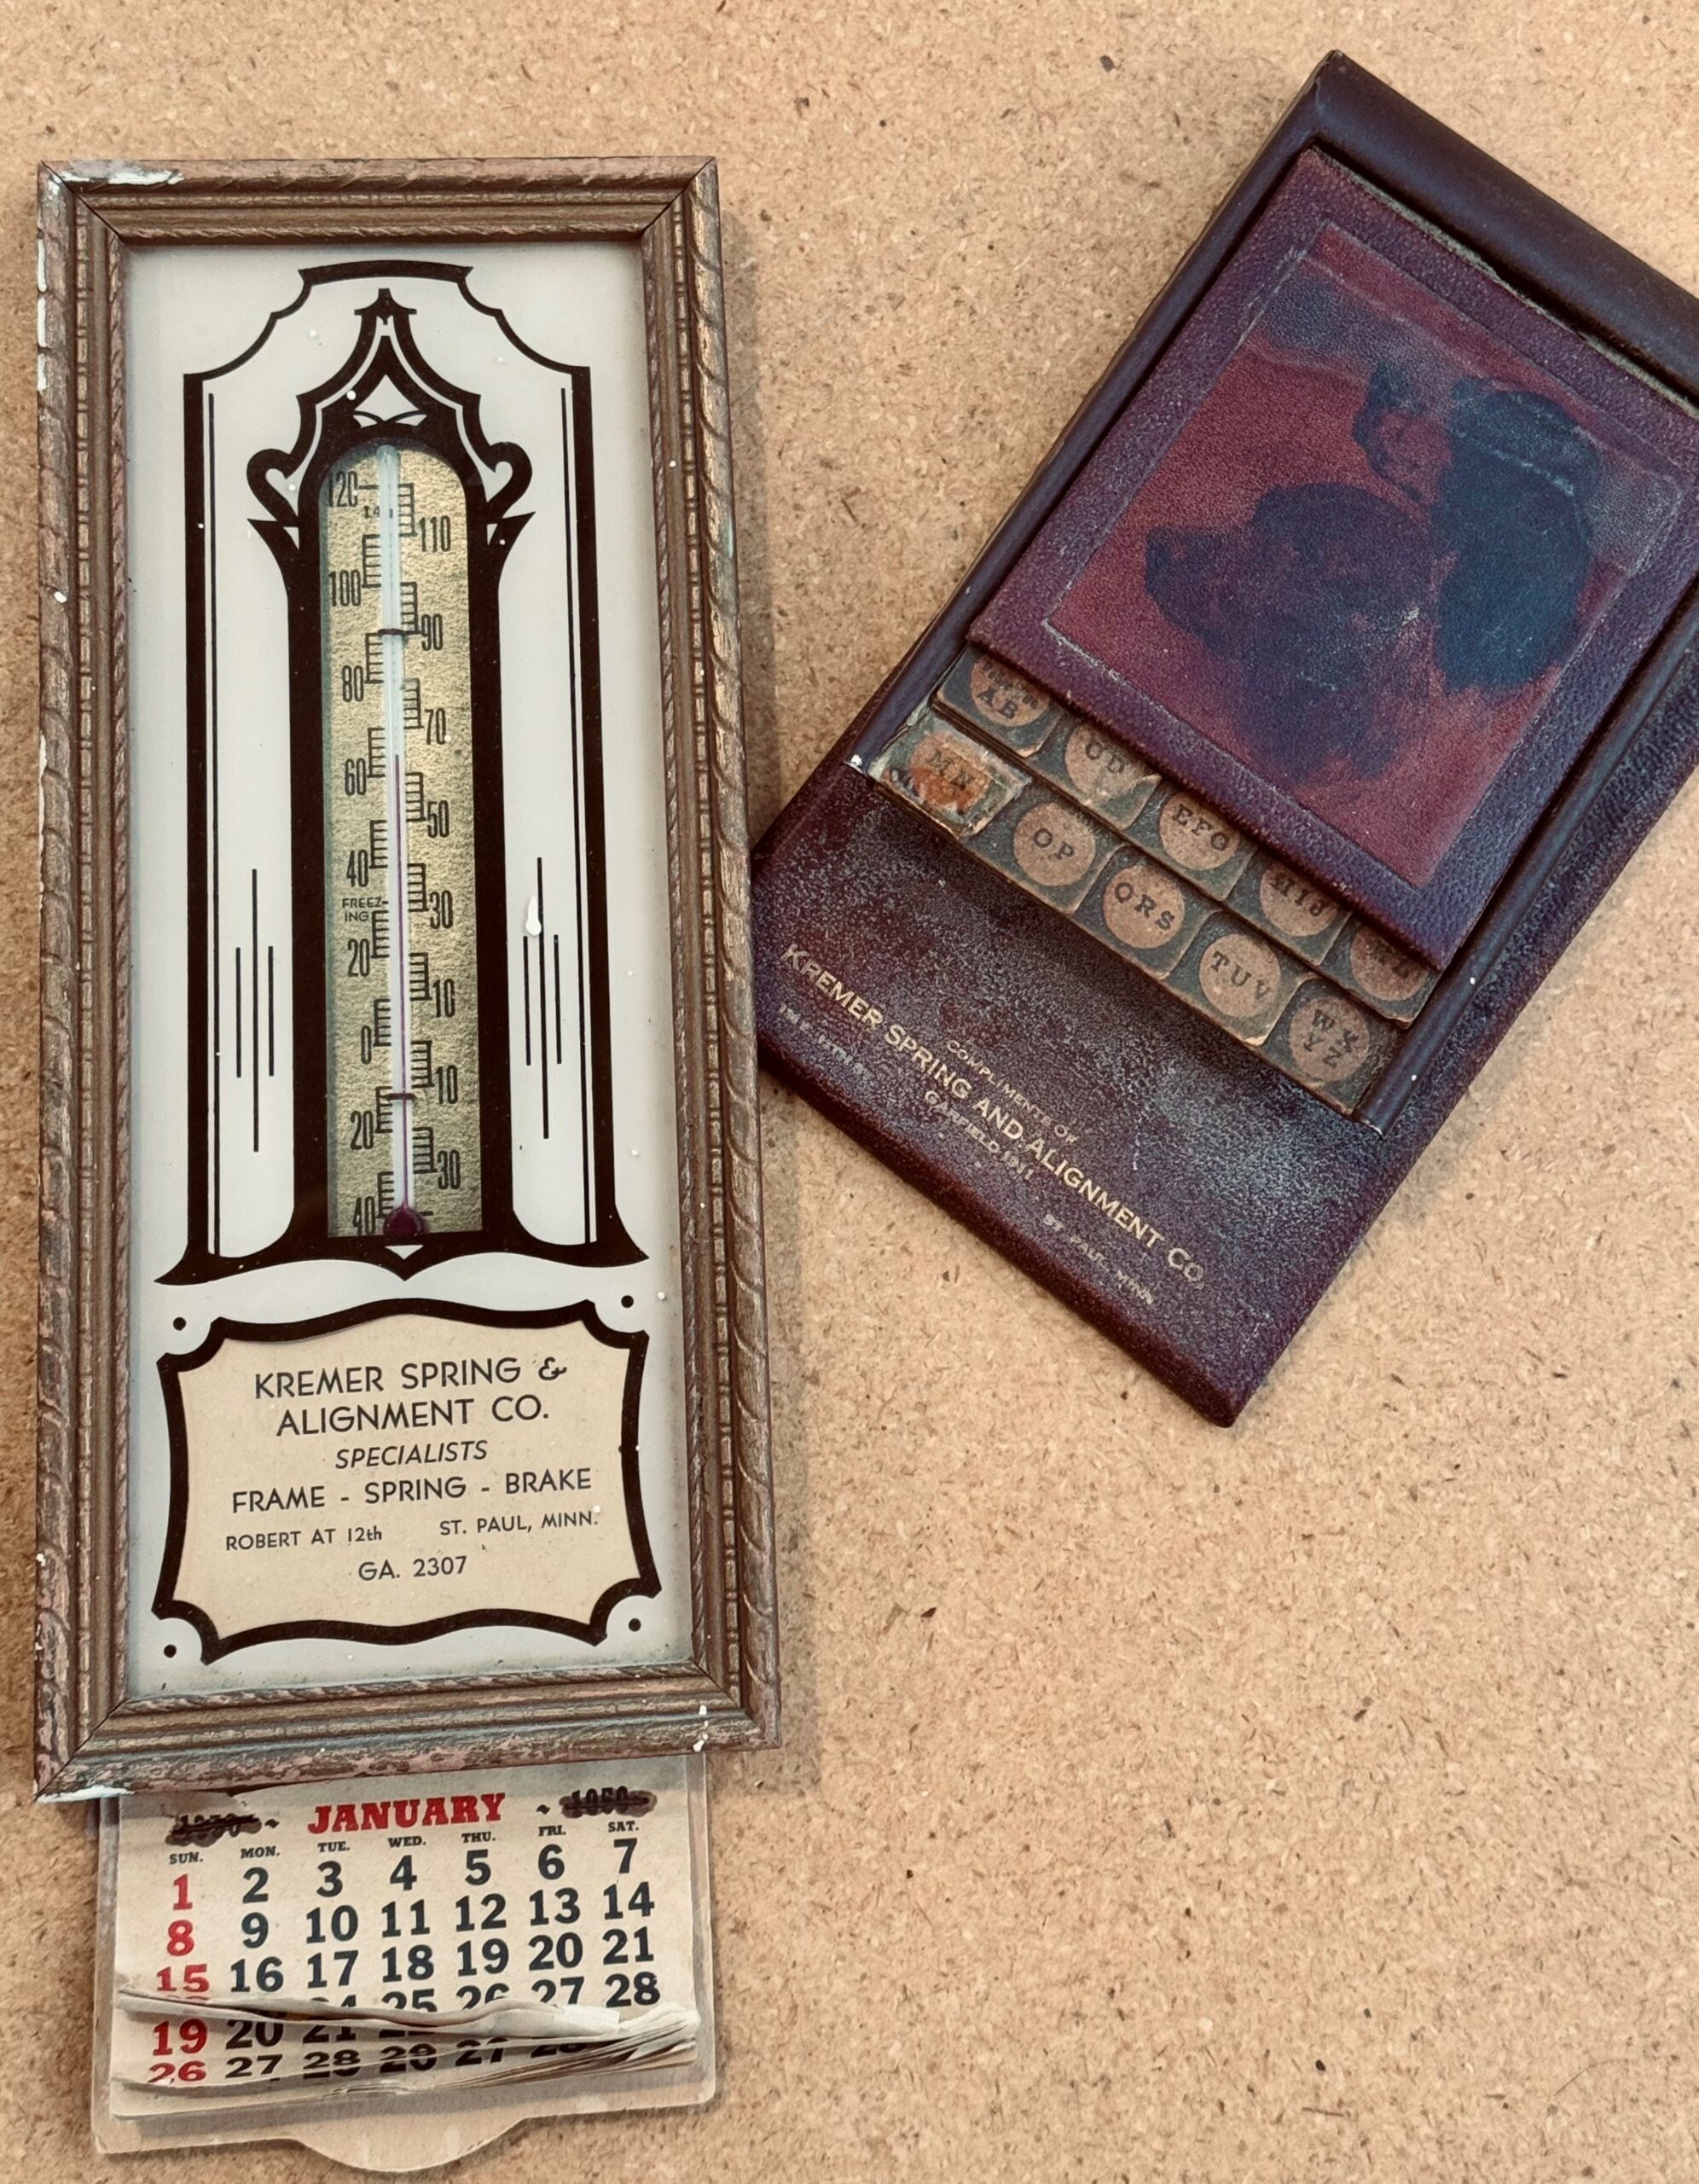 120
110
100
90
80
70
60
50
40
30
FREEZ-
ING
20
10
0
10
20
30
40
KREMER SPRING &
ALIGNMENT CO.
SPECIALISTS
FRAME - SPRING - BRAKE
ROBERT AT 12th ST. PAUL, MINN.
GA. 2307
JANUARY
SUN. MON. TUE. WED. THU. FRI. SAT.
1 2 3 4 5 6 7
8 9 10 11 12 13 14
15 16 17 18 19 20 21
24 25 26 27 28
19 20 21
26 27 28 29 27 28
AB
CD
EFG
HIJ
MN
OP
QRS
TUV
WX
YZ
COMPLIMENTS OF
KREMER SPRING AND ALIGNMENT CO.
GARFIELD 1911
ST. PAUL, MINN